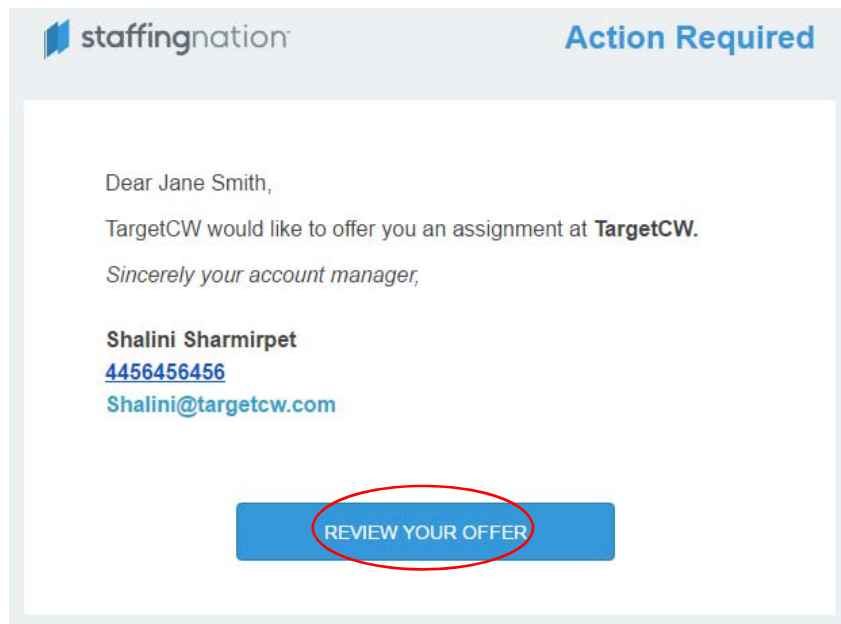 staffingnation
Action Required
Dear Jane Smith,
TargetCW would like to offer you an assignment at TargetCW.
Sincerely your account manager,
Shalini Sharmirpet
4456456456
Shalini@targetcw.com
REVIEW YOUR OFFER